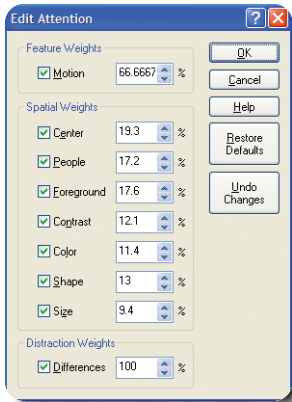 Edit Attention
Feature Weights
Motion 66.6667 %
OK
Cancel
Help
Restore Defaults
Undo Changes
Spatial Weights
Center 19.3 %
People 17.2 %
Foreground 17.6 %
Contrast 12.1 %
Color 11.4 %
Shape 13 %
Size 9.4 %
Distraction Weights
Differences 100 %